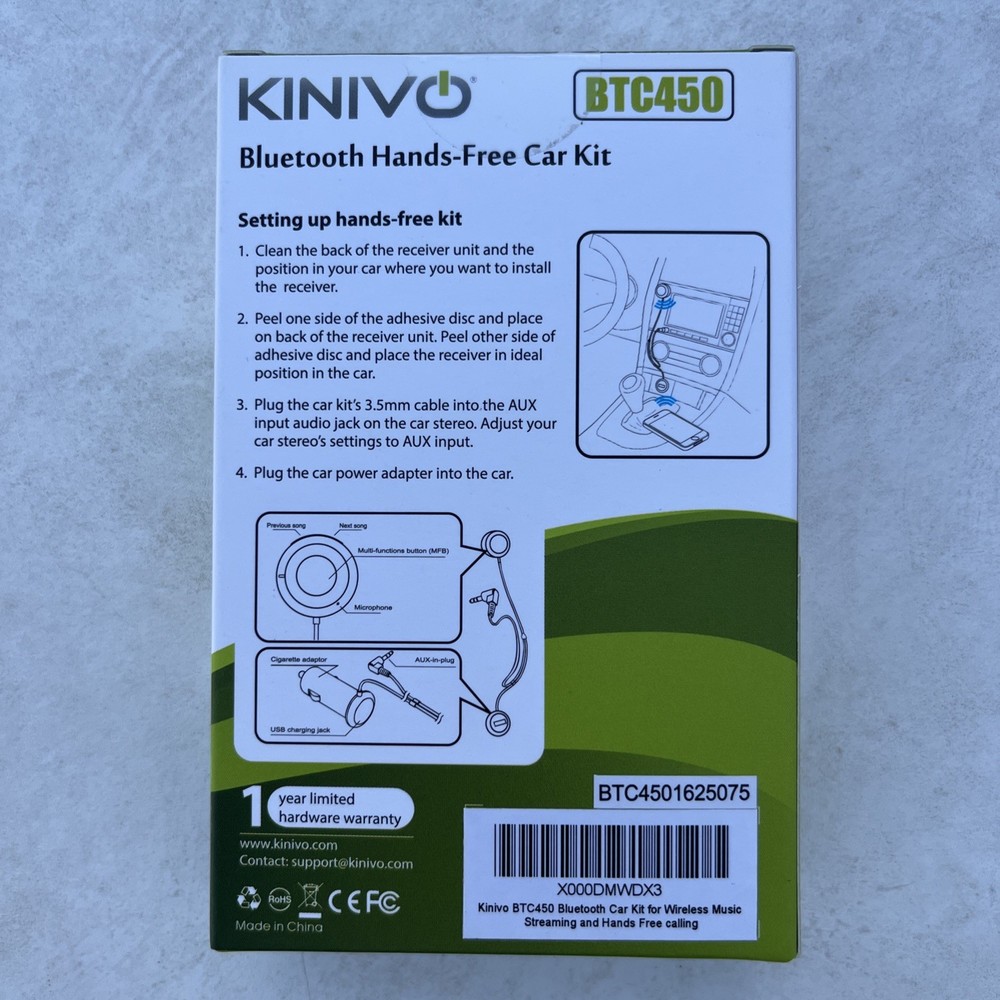 KINIVO®
BTC450
Bluetooth Hands-Free Car Kit
Setting up hands-free kit
1. Clean the back of the receiver unit and the
position in your car where you want to install
the receiver.
2. Peel one side of the adhesive disc and place
on back of the receiver unit. Peel other side of
adhesive disc and place the receiver in ideal
position in the car.
3. Plug the car kit's 3.5mm cable into the AUX
input audio jack on the car stereo. Adjust your
car stereo's settings to AUX input.
4. Plug the car power adapter into the car.
Previous song
Next song
Multi-functions button (MFB)
Microphone
Cigarette adaptor
AUX-in-plug
USB charging jack
1 year limited
hardware warranty
www.kinivo.com
Contact: support@kinivo.com
RoHS CE FC
Made in China
BTC4501625075
X000DMWDX3
Kinivo BTC450 Bluetooth Car Kit for Wireless Music
Streaming and Hands Free calling